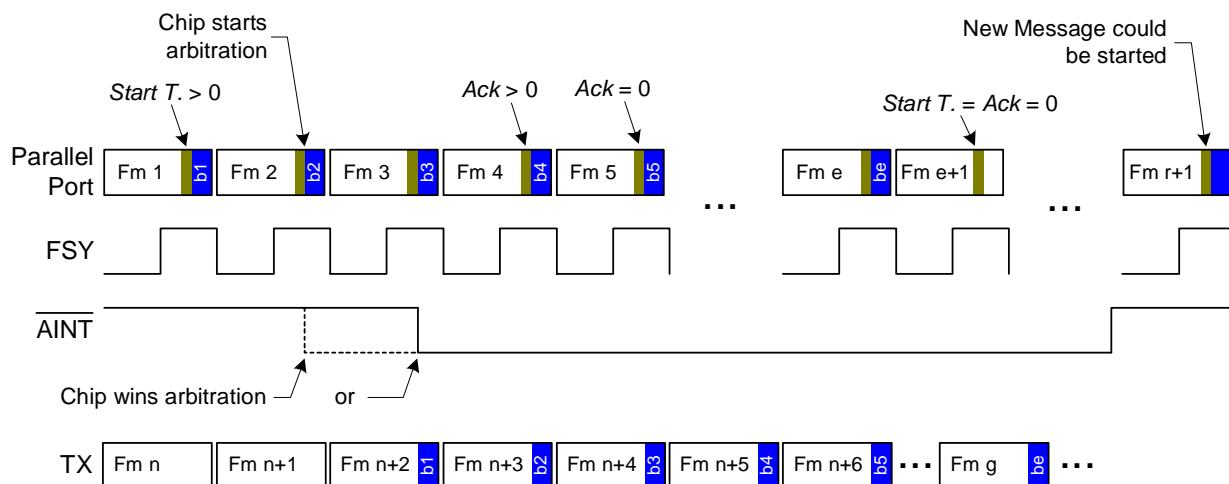 Chip starts
arbitration
New Message could
be started
Start T. > 0
Ack > 0
Ack = 0
Start T. = Ack = 0
Parallel
Port
Fm 1 b1 Fm 2 b2 Fm 3 b3 Fm 4 b4 Fm 5 b5 ... Fm e be Fm e+1 ... Fm r+1
FSY
AINT
Chip wins arbitration or
TX Fm n Fm n+1 Fm n+2 b1 Fm n+3 b2 Fm n+4 b3 Fm n+5 b4 Fm n+6 b5 ... Fm g be ...